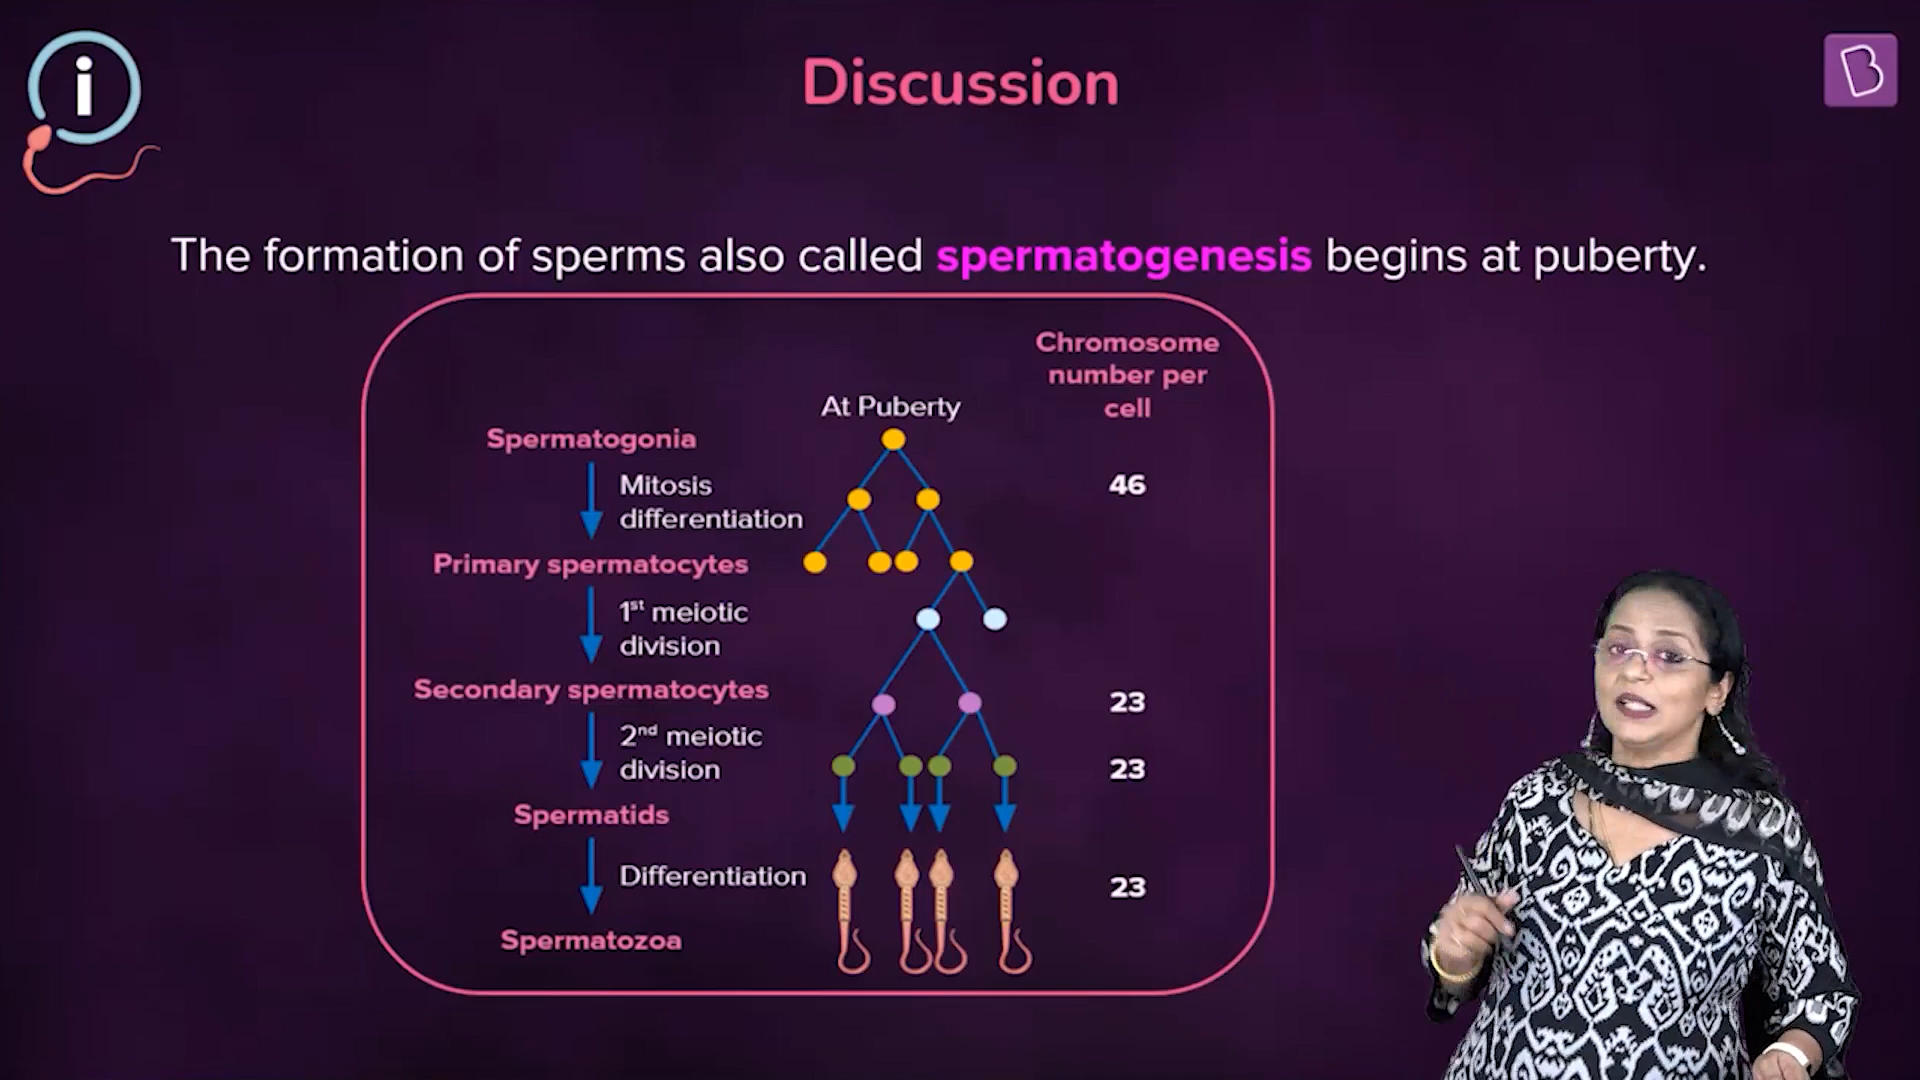 i
Discussion
B
The formation of sperms also called spermatogenesis begins at puberty.
Chromosome
number per
cell
At Puberty
Spermatogonia
Mitosis
differentiation
46
Primary spermatocytes
1st meiotic
division
Secondary spermatocytes
23
2nd meiotic
division
23
Spermatids
Differentiation
23
Spermatozoa